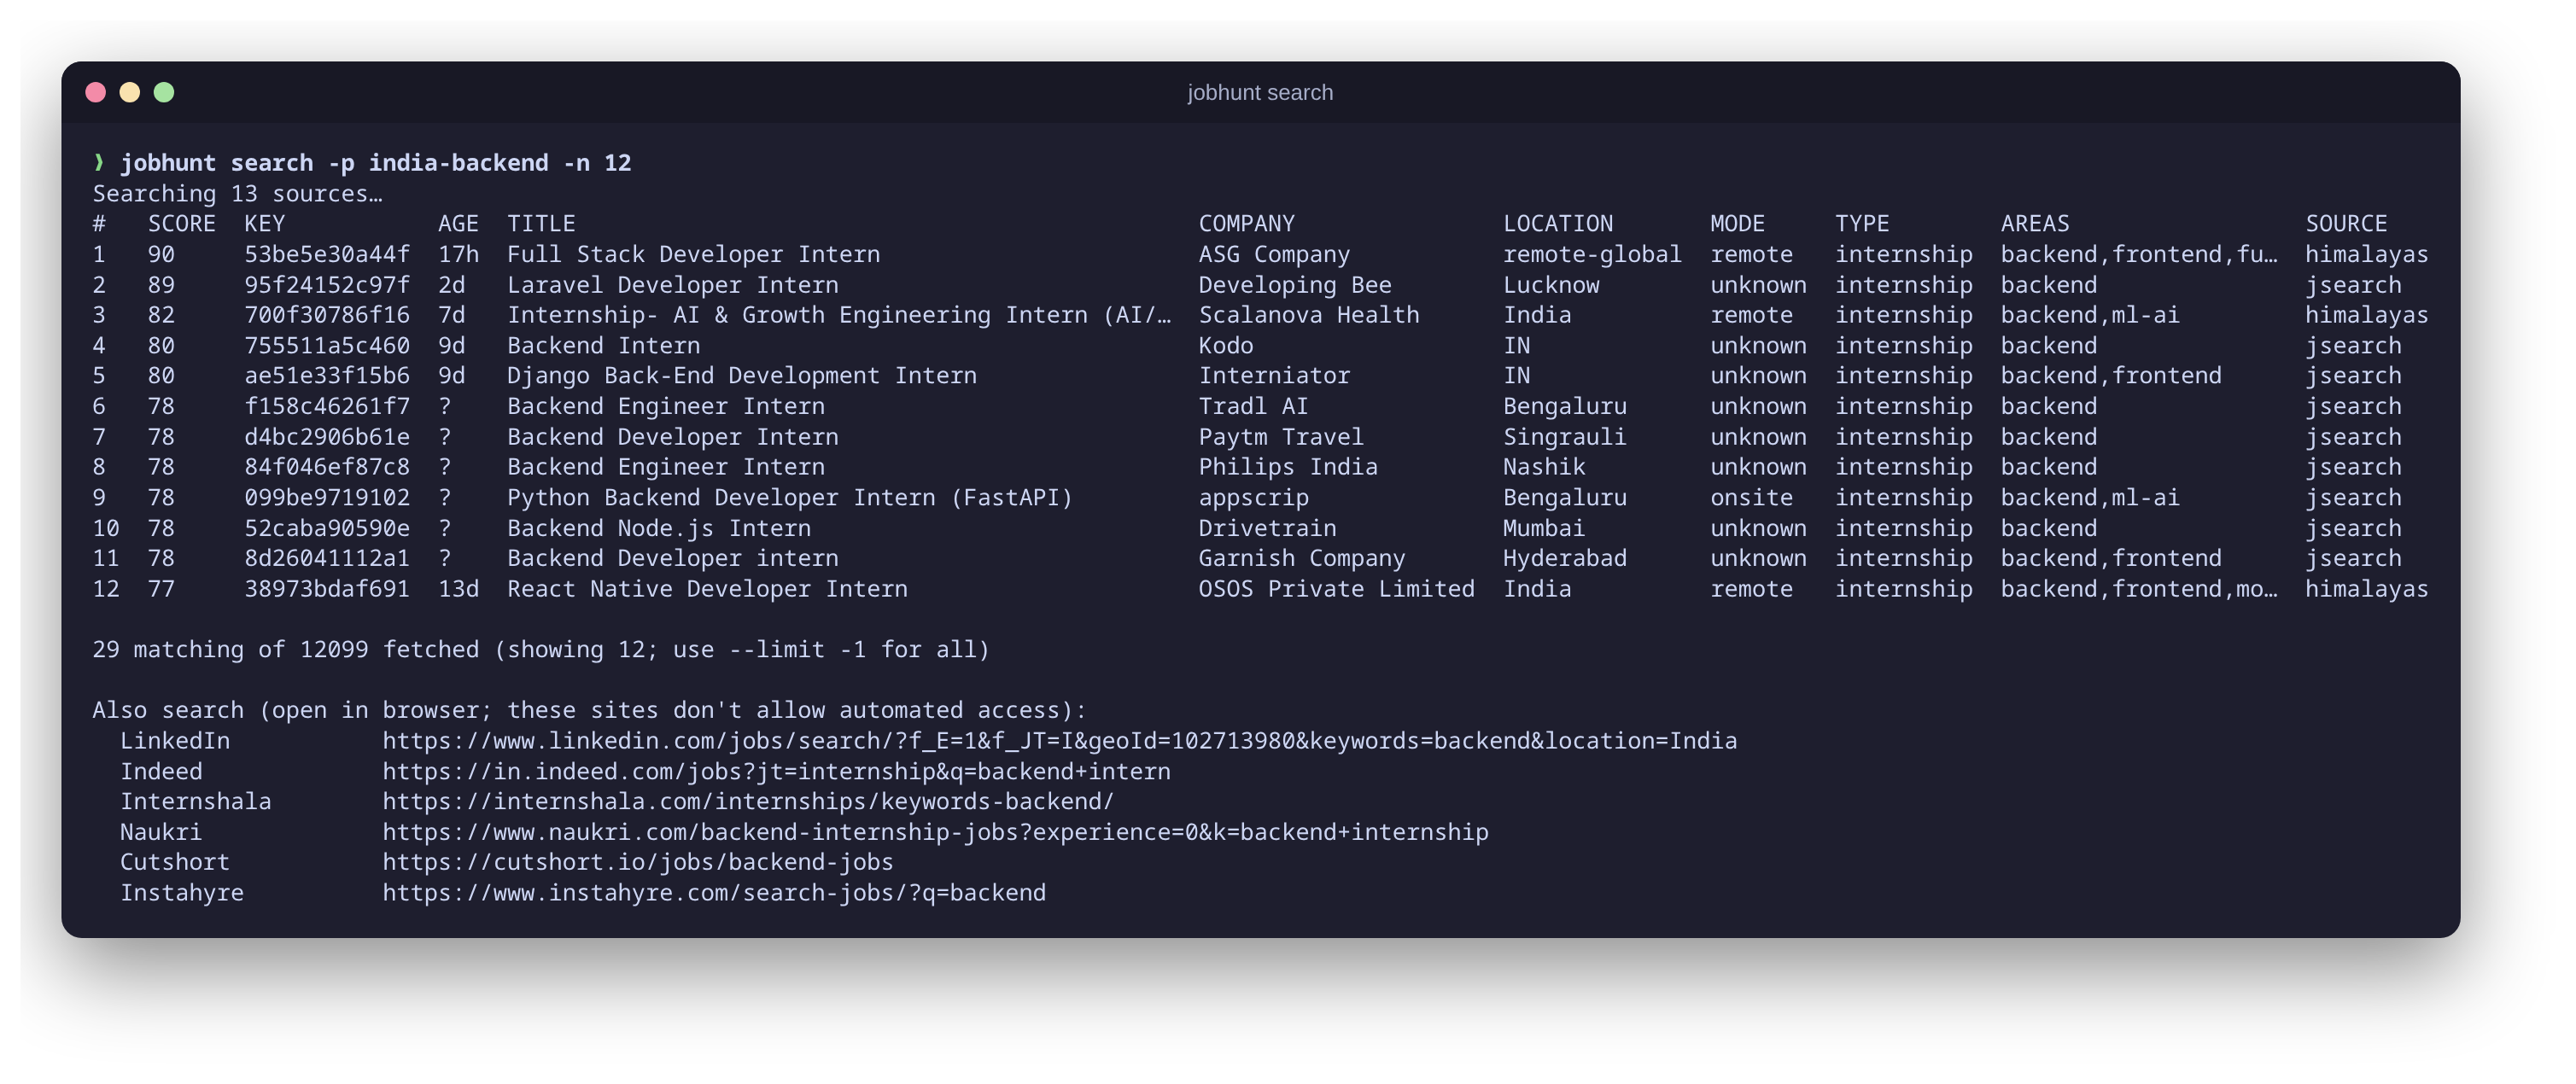 jobhunt search
❯ jobhunt search -p india-backend -n 12
Searching 13 sources…
#   SCORE  KEY           AGE  TITLE                                             COMPANY               LOCATION       MODE     TYPE        AREAS                 SOURCE
1   90     53be5e30a44f  17h  Full Stack Developer Intern                       ASG Company           remote-global  remote   internship  backend,frontend,fu…  himalayas
2   89     95f24152c97f  2d   Laravel Developer Intern                          Developing Bee        Lucknow        unknown  internship  backend               jsearch
3   82     700f30786f16  7d   Internship- AI & Growth Engineering Intern (AI/…  Scalanova Health      India          remote   internship  backend,ml-ai         himalayas
4   80     755511a5c460  9d   Backend Intern                                    Kodo                  IN             unknown  internship  backend               jsearch
5   80     ae51e33f15b6  9d   Django Back-End Development Intern                Interniator           IN             unknown  internship  backend,frontend      jsearch
6   78     f158c46261f7  ?    Backend Engineer Intern                           Tradl AI              Bengaluru      unknown  internship  backend               jsearch
7   78     d4bc2906b61e  ?    Backend Developer Intern                          Paytm Travel          Singrauli      unknown  internship  backend               jsearch
8   78     84f046ef87c8  ?    Backend Engineer Intern                           Philips India         Nashik         unknown  internship  backend               jsearch
9   78     099be9719102  ?    Python Backend Developer Intern (FastAPI)         appscrip              Bengaluru      onsite   internship  backend,ml-ai         jsearch
10  78     52caba90590e  ?    Backend Node.js Intern                            Drivetrain            Mumbai         unknown  internship  backend               jsearch
11  78     8d26041112a1  ?    Backend Developer intern                          Garnish Company       Hyderabad      unknown  internship  backend,frontend      jsearch
12  77     38973bdaf691  13d  React Native Developer Intern                     OSOS Private Limited  India          remote   internship  backend,frontend,mo…  himalayas
29 matching of 12099 fetched (showing 12; use --limit -1 for all)
Also search (open in browser; these sites don't allow automated access):
  LinkedIn           https://www.linkedin.com/jobs/search/?f_E=1&f_JT=I&geoId=102713980&keywords=backend&location=India
  Indeed             https://in.indeed.com/jobs?jt=internship&q=backend+intern
  Internshala        https://internshala.com/internships/keywords-backend/
  Naukri             https://www.naukri.com/backend-internship-jobs?experience=0&k=backend+internship
  Cutshort           https://cutshort.io/jobs/backend-jobs
  Instahyre          https://www.instahyre.com/search-jobs/?q=backend